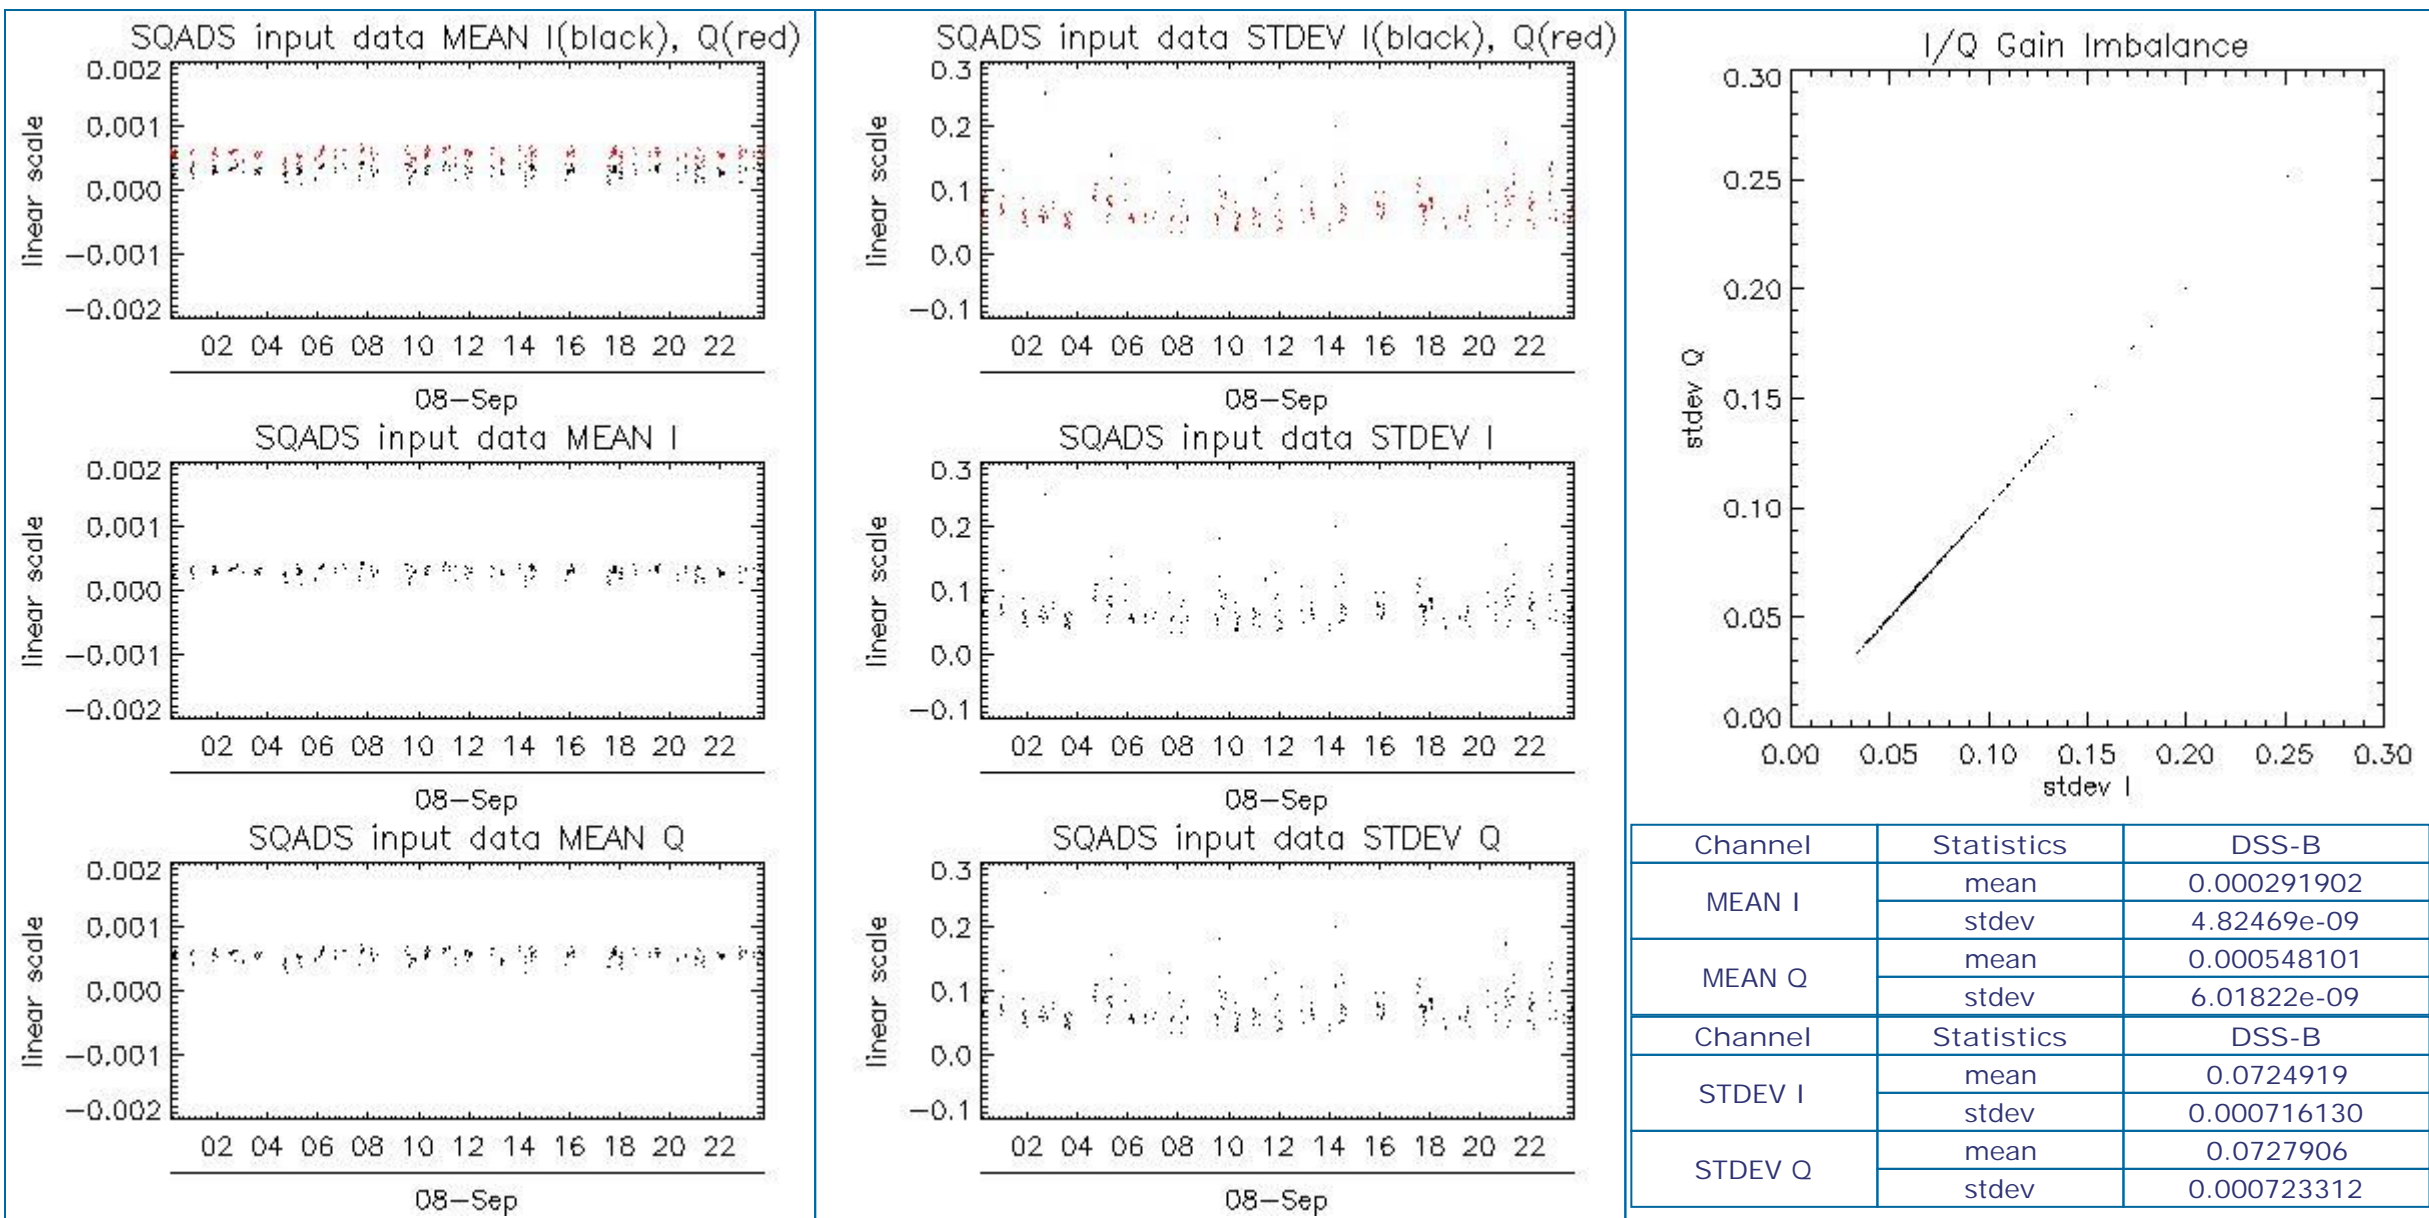 SQADS input data MEAN I(black), Q(red)
0.002
0.001
0.000
-0.001
-0.002
linear scale
02 04 06 08 10 12 14 16 18 20 22
08-Sep
SQADS input data MEAN I
0.002
0.001
0.000
-0.001
-0.002
linear scale
02 04 06 08 10 12 14 16 18 20 22
08-Sep
SQADS input data MEAN Q
0.002
0.001
0.000
-0.001
-0.002
linear scale
02 04 06 08 10 12 14 16 18 20 22
08-Sep
SQADS input data STDEV I(black), Q(red)
0.3
0.2
0.1
0.0
-0.1
linear scale
02 04 06 08 10 12 14 16 18 20 22
08-Sep
SQADS input data STDEV I
0.3
0.2
0.1
0.0
-0.1
linear scale
02 04 06 08 10 12 14 16 18 20 22
08-Sep
SQADS input data STDEV Q
0.3
0.2
0.1
0.0
-0.1
linear scale
02 04 06 08 10 12 14 16 18 20 22
08-Sep
I/Q Gain Imbalance
0.30
0.25
0.20
0.15
0.10
0.05
0.00
stdev Q
0.00 0.05 0.10 0.15 0.20 0.25 0.30
stdev I
Channel Statistics DSS-B
MEAN I mean 0.000291902
stdev 4.82469e-09
MEAN Q mean 0.000548101
stdev 6.01822e-09
Channel Statistics DSS-B
STDEV I mean 0.0724919
stdev 0.000716130
STDEV Q mean 0.0727906
stdev 0.000723312